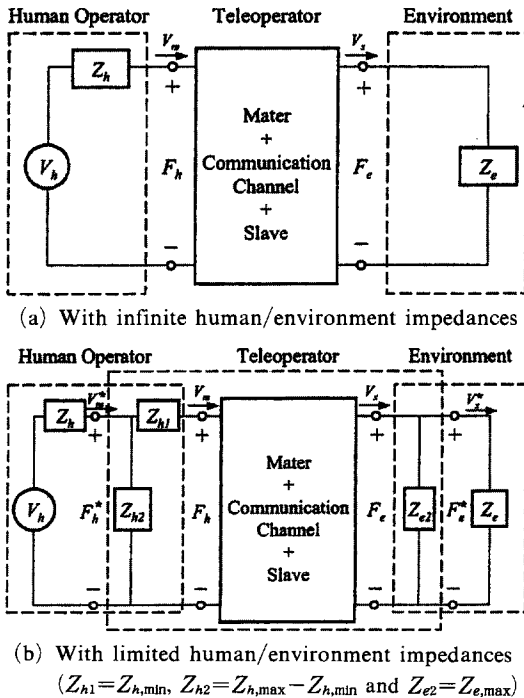 Human Operator Teleoperator Environment
V_m V_s
Z_h
+ +
Mater
+
Communication
Channel
+
Slave
V_h F_h F_e Z_e
− −
(a) With infinite human/environment impedances
Human Operator Teleoperator Environment
Z_h V_m^* Z_h1 V_m V_s V_s^*
+ + + +
Mater
+
Communication
Channel
+
Slave
V_h F_h^* Z_h2 F_h F_e Z_e2 F_e^* Z_e
− − − −
(b) With limited human/environment impedances
(Z_h1=Z_h,min, Z_h2=Z_h,max−Z_h,min and Z_e2=Z_e,max)